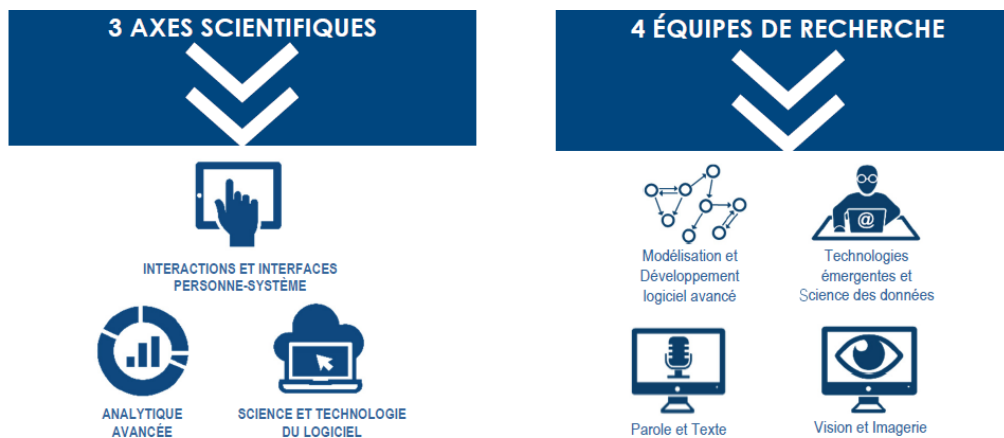 3 AXES SCIENTIFIQUES
INTERACTIONS ET INTERFACES
PERSONNE-SYSTÈME
ANALYTIQUE
AVANCÉE
SCIENCE ET TECHNOLOGIE
DU LOGICIEL
4 ÉQUIPES DE RECHERCHE
Modélisation et
Développement
logiciel avancé
@
Technologies
émergentes et
Science des données
Parole et Texte
Vision et Imagerie